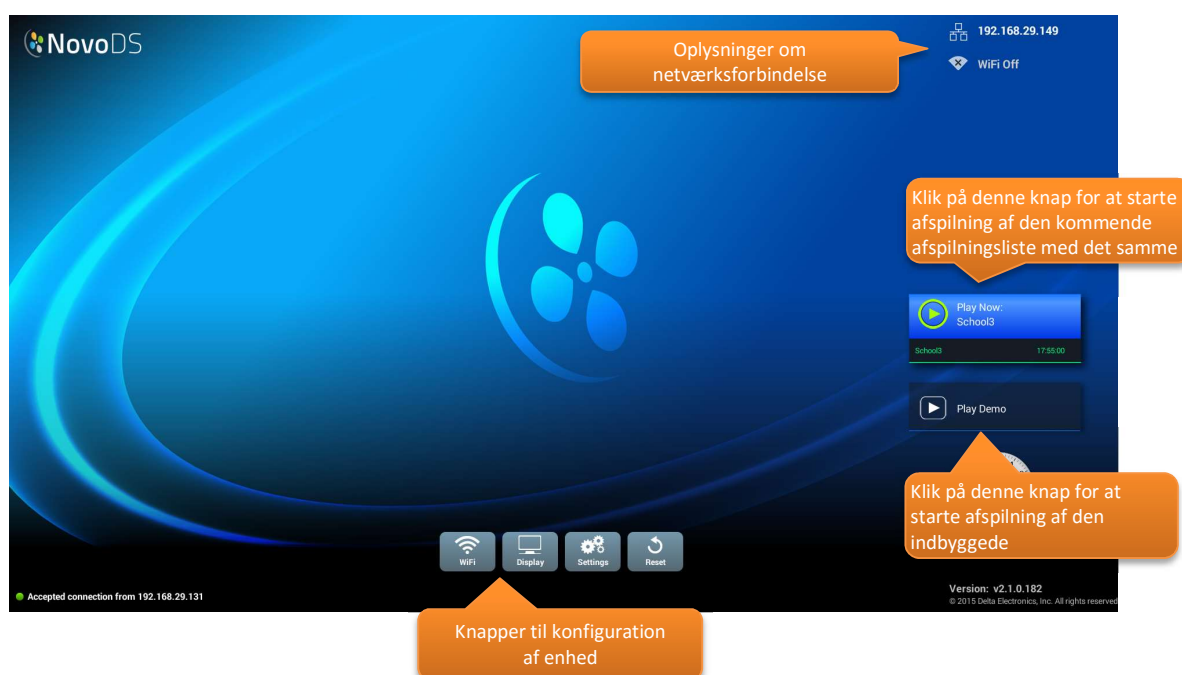 NovoDS
Oplysninger om
netværksforbindelse
192.168.29.149
WiFi Off
Klik på denne knap for at starte
afspilning af den kommende
afspilningsliste med det samme
Play Now:
School3
School3 17:55:00
Play Demo
Klik på denne knap for at
starte afspilning af den
indbyggede
WiFi Display Settings Reset
Accepted connection from 192.168.29.131
Version: v2.1.0.182
© 2015 Delta Electronics, Inc. All rights reserved
Knapper til konfiguration
af enhed